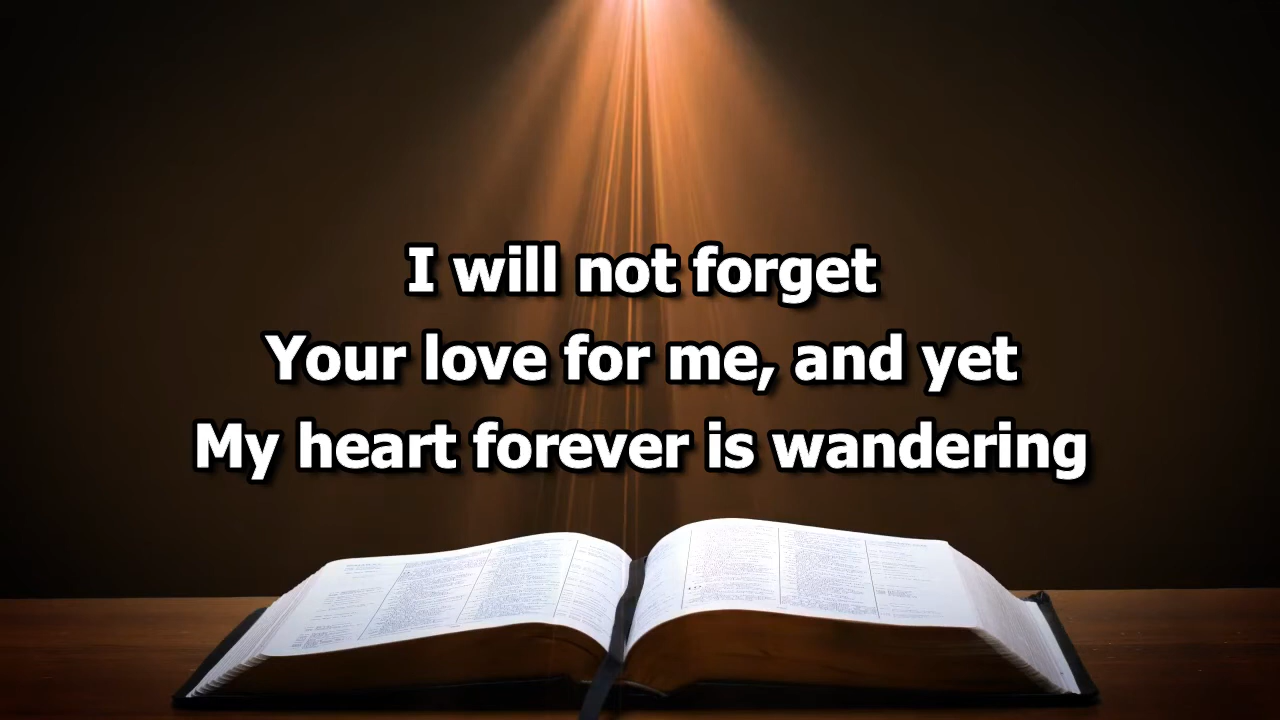 I will not forget
Your love for me, and yet
My heart forever is wandering